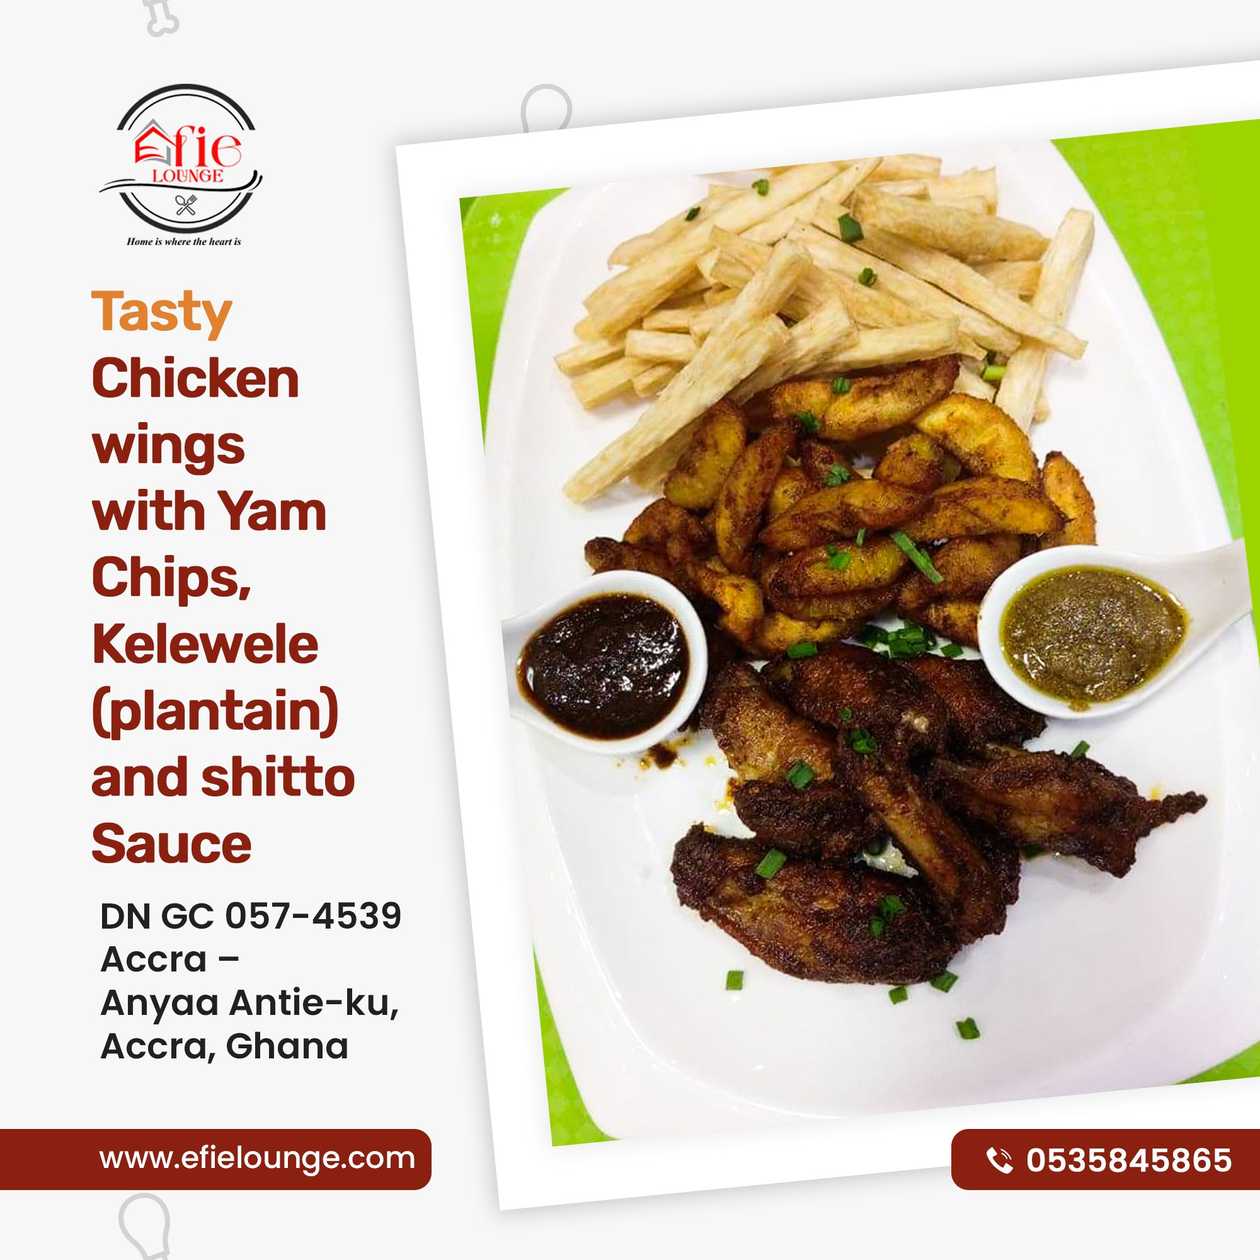 Efie
LOUNGE
Home is where the heart is
Tasty
Chicken
wings
with Yam
Chips,
Kelewele
(plantain)
and shitto
Sauce
DN GC 057-4539
Accra –
Anyaa Antie-ku,
Accra, Ghana
www.efielounge.com
0535845865